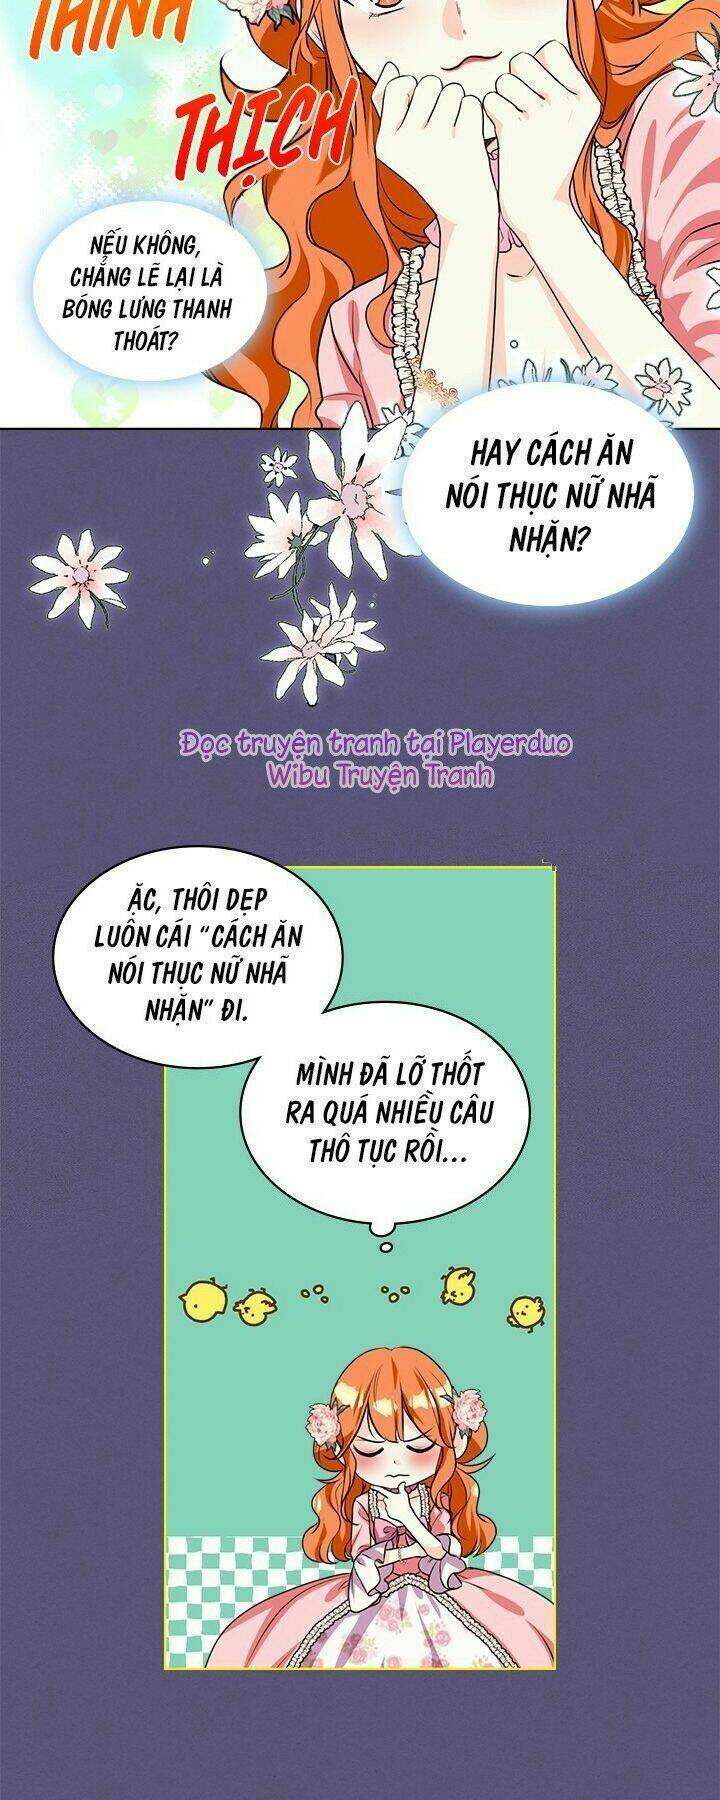 THÌNH
THỊCH
NẾU KHÔNG,
CHẲNG LẼ LẠI LÀ
BÓNG LƯNG THANH
THOÁT?
HAY CÁCH ĂN
NÓI THỤC NỮ NHÃ
NHẶN?
Đọc truyện tranh tại Playerduo
Wibu Truyện Tranh
ẶC, THÔI DẸP
LUÔN CÁI “CÁCH ĂN
NÓI THỤC NỮ NHÃ
NHẶN” ĐI.
MÌNH ĐÃ LỠ THỐT
RA QUÁ NHIỀU CÂU
THÔ TỤC RỒI...